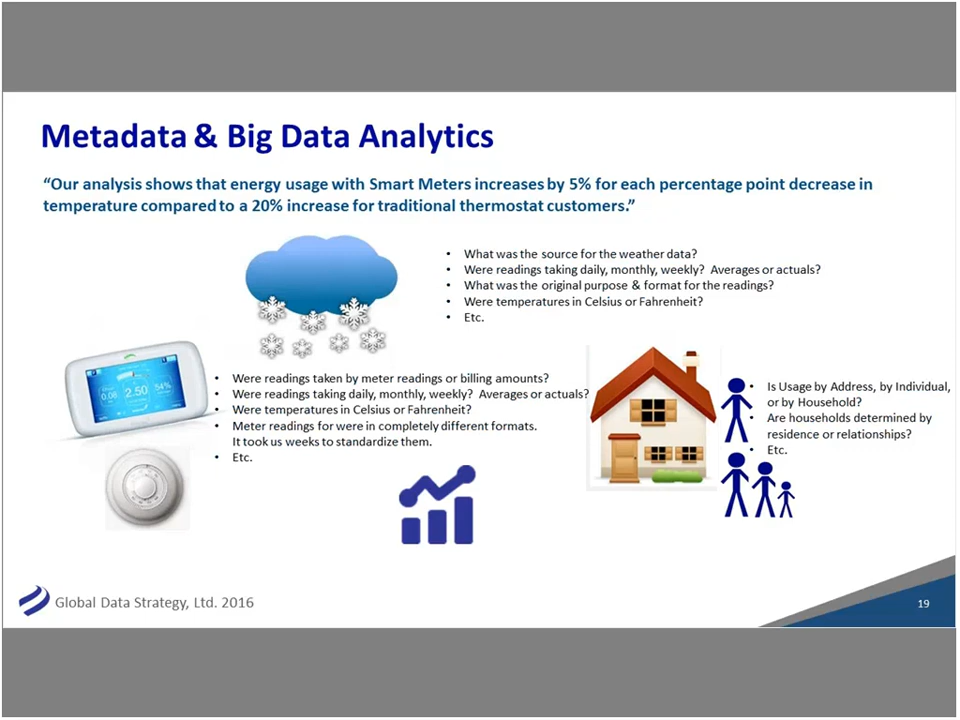 Metadata & Big Data Analytics
“Our analysis shows that energy usage with Smart Meters increases by 5% for each percentage point decrease in
temperature compared to a 20% increase for traditional thermostat customers.”
• What was the source for the weather data?
• Were readings taking daily, monthly, weekly? Averages or actuals?
• What was the original purpose & format for the readings?
• Were temperatures in Celsius or Fahrenheit?
• Etc.
0.08
2.50
54%
• Were readings taken by meter readings or billing amounts?
• Were readings taking daily, monthly, weekly? Averages or actuals?
• Were temperatures in Celsius or Fahrenheit?
• Meter readings for were in completely different formats.
It took us weeks to standardize them.
• Etc.
• Is Usage by Address, by Individual,
or by Household?
• Are households determined by
residence or relationships?
• Etc.
Global Data Strategy, Ltd. 2016
19